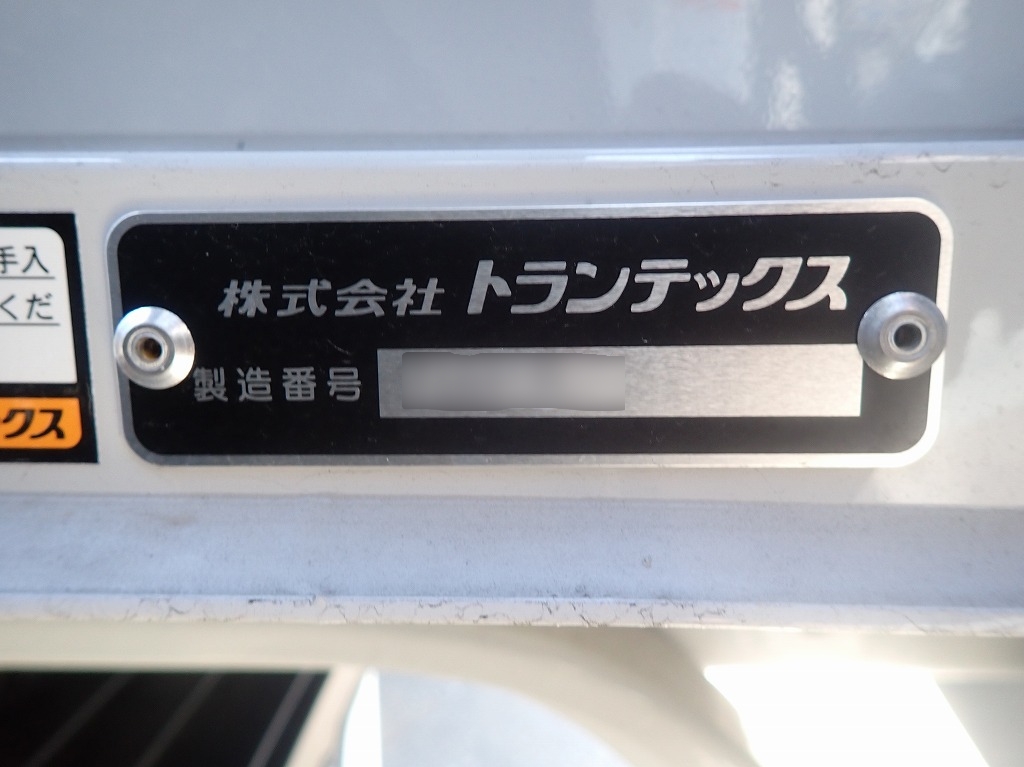 手入
くだ
クス
株式会社 トランテックス
製造番号